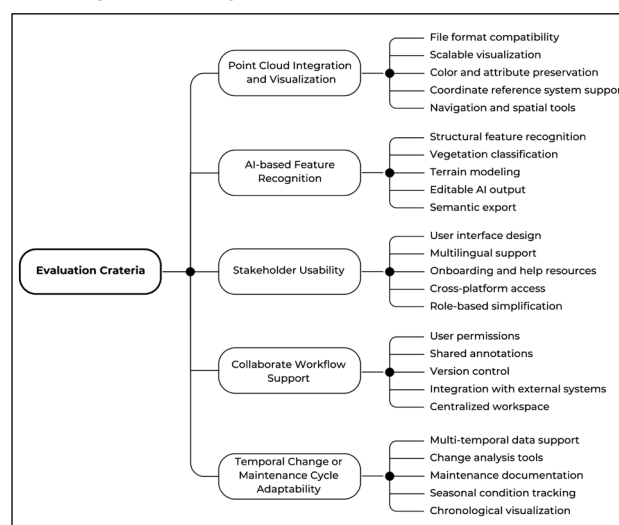 Evaluation Crateria
Point Cloud Integration
and Visualization
File format compatibility
Scalable visualization
Color and attribute preservation
Coordinate reference system support
Navigation and spatial tools
AI-based Feature
Recognition
Structural feature recognition
Vegetation classification
Terrain modeling
Editable AI output
Semantic export
Stakeholder Usability
User interface design
Multilingual support
Onboarding and help resources
Cross-platform access
Role-based simplification
Collaborate Workflow
Support
User permissions
Shared annotations
Version control
Integration with external systems
Centralized workspace
Temporal Change or
Maintenance Cycle
Adaptability
Multi-temporal data support
Change analysis tools
Maintenance documentation
Seasonal condition tracking
Chronological visualization